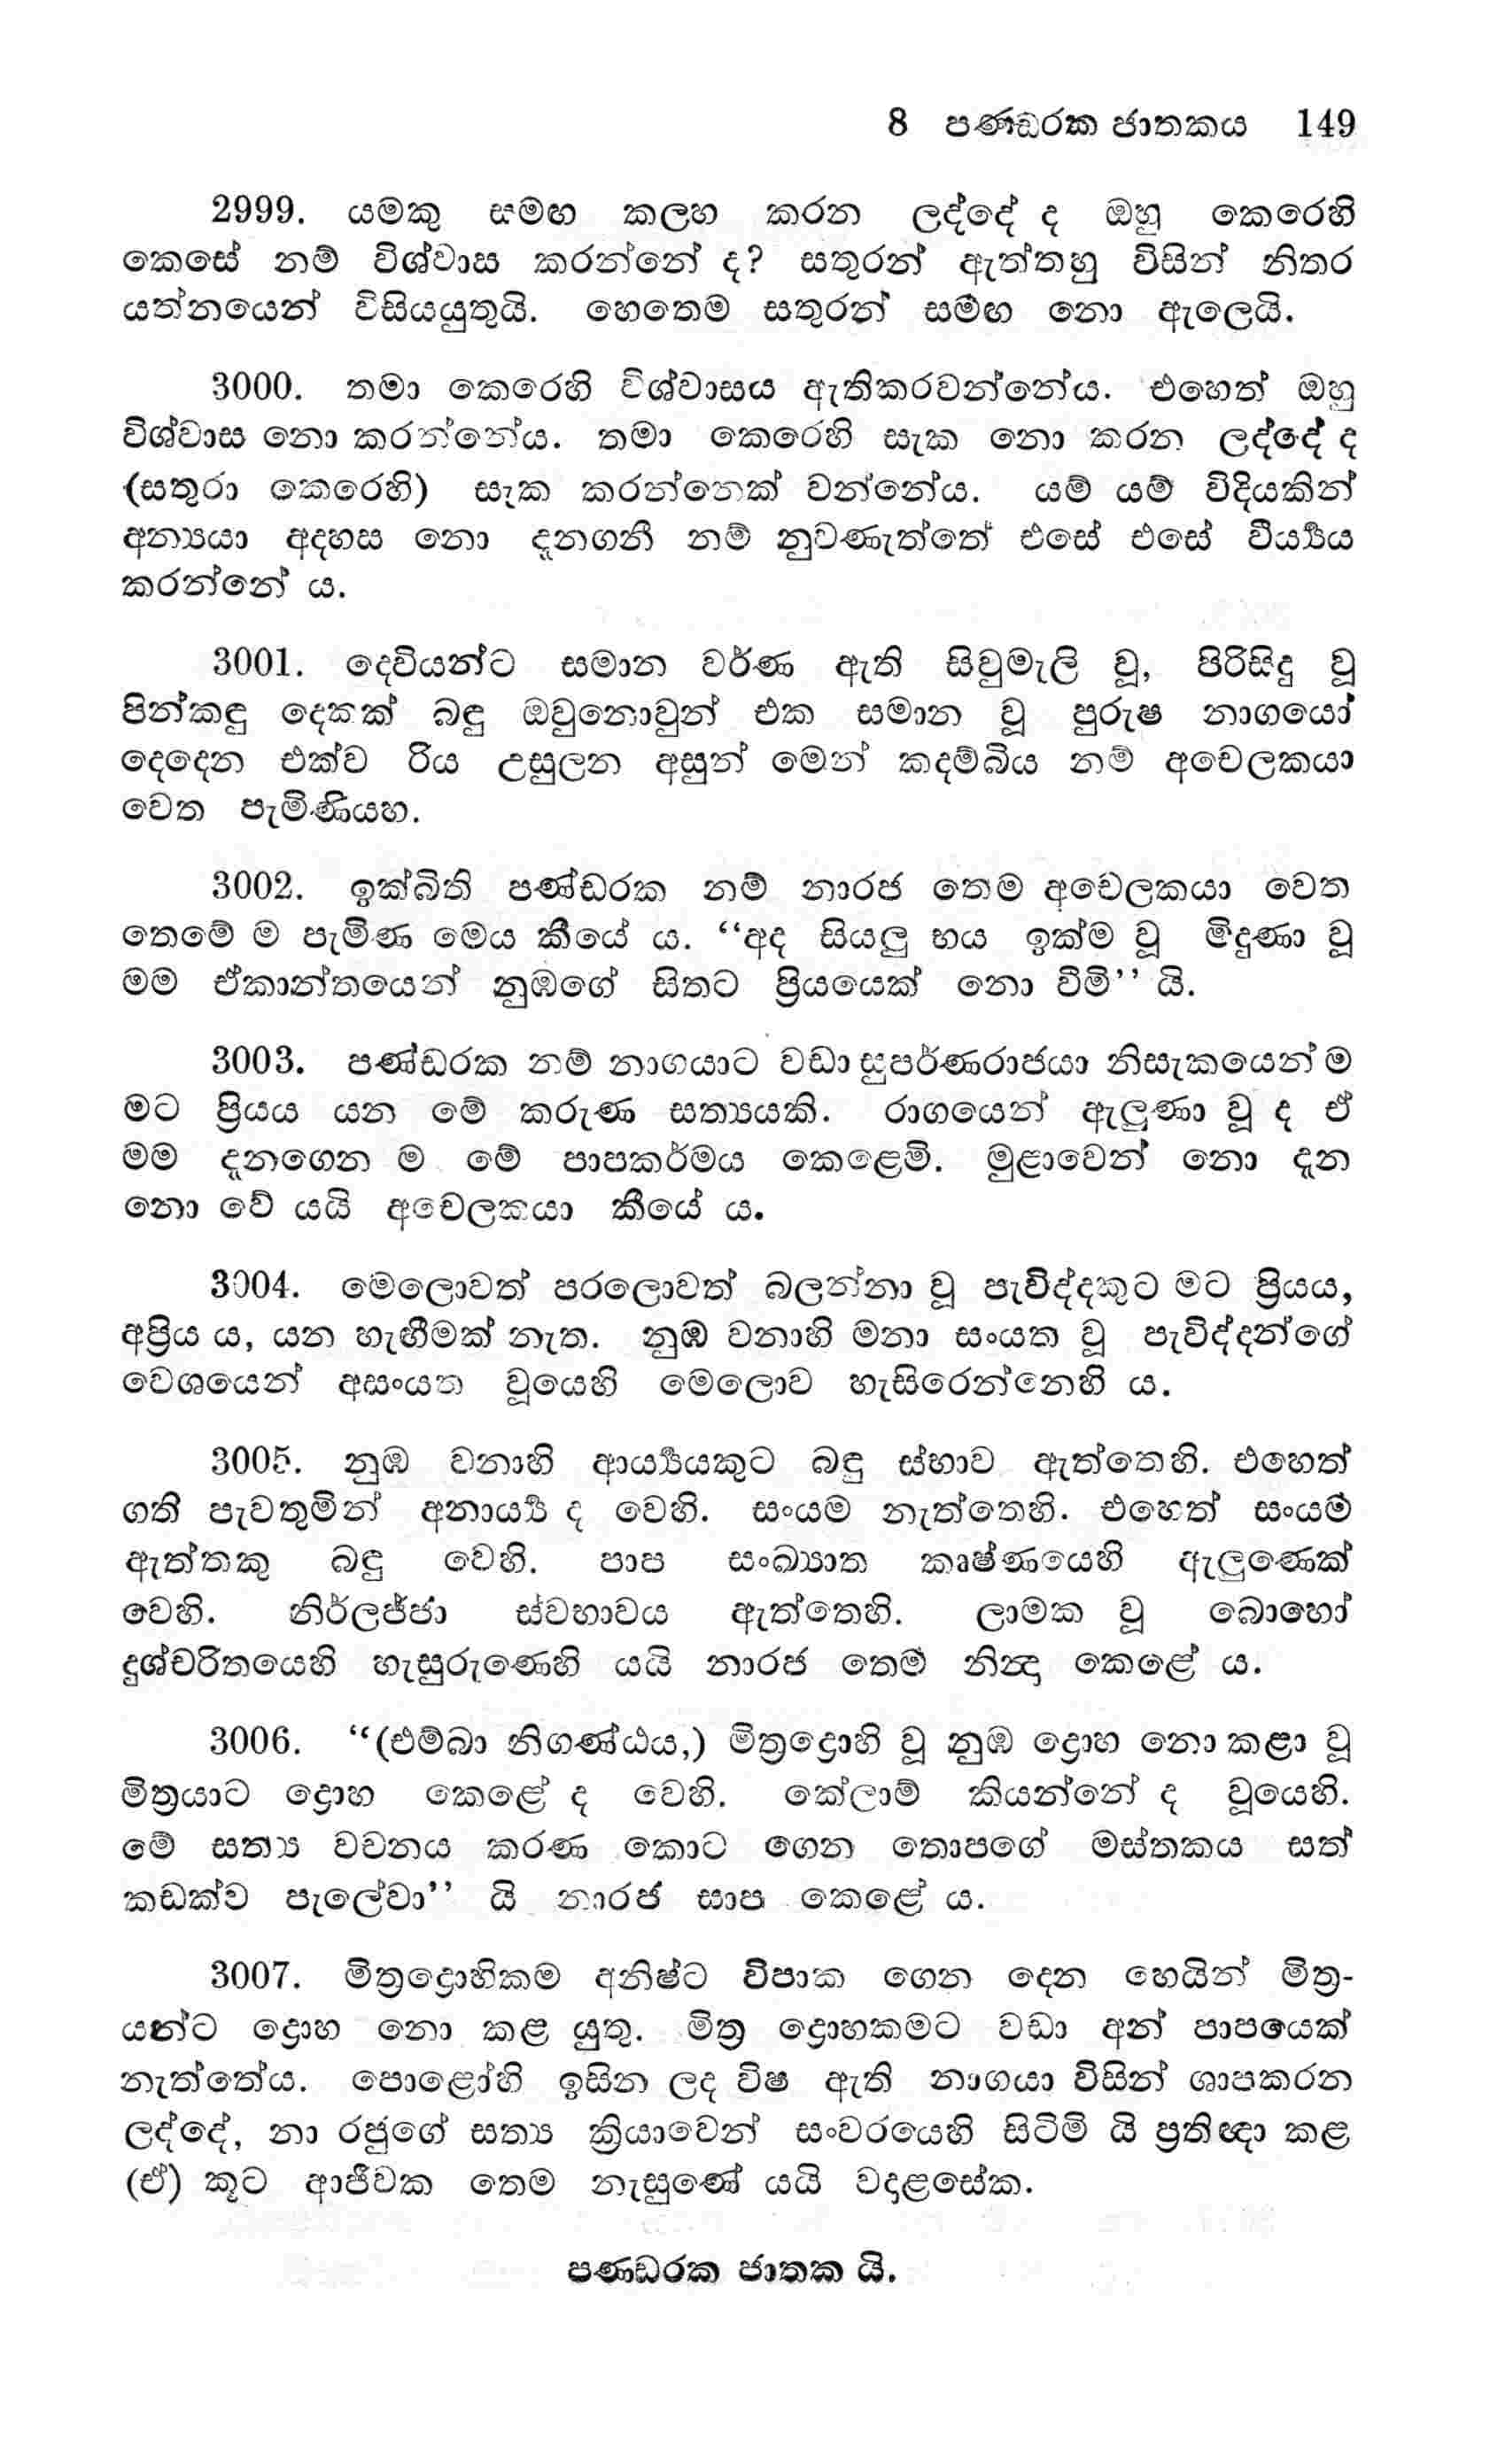 8 පණ්ඩරක ජාතකය 149
2999. යමකු සමඟ කලහ කරන ලද්දේ ද ඔහු කෙරෙහි
කෙසේ නම් විශ්වාස කරන්නේ ද? සතුරන් ඇත්තහු විසින් නිතර
යත්නයෙන් විසියයුතුයි. හෙතෙම සතුරන් සමඟ නො ඇලෙයි.
3000. තමා කෙරෙහි විශ්වාසය ඇතිකරවන්නේය. එහෙත් ඔහු
විශ්වාස නො කරන්නේය. තමා කෙරෙහි සැක නො කරන ලද්දේ ද
(සතුරා කෙරෙහි) සැක කරන්නෙක් වන්නේය. යම් යම් විදියකින්
අන්‍යයා අදහස නො දැනගනී නම් නුවණැත්තේ එසේ එසේ වීර්‍ය්‍යය
කරන්නේ ය.
3001. දෙවියන්ට සමාන වර්ණ ඇති සිවුමැලි වූ, පිරිසිදු වූ
පින්කඳු දෙකක් බඳු ඔවුනොවුන් එක සමාන වූ පුරුෂ නාගයෝ
දෙදෙන එක්ව රිය උසුලන අසුන් මෙන් කදම්බිය නම් අචෙලකයා
වෙත පැමිණියහ.
3002. ඉක්බිති පණ්ඩරක නම් නාරජ තෙම අචෙලකයා වෙත
තෙමේ ම පැමිණ මෙය කීයේ ය. “අද සියලු භය ඉක්ම වූ මිදුණා වූ
මම ඒකාන්තයෙන් නුඹගේ සිතට ප්‍රියයෙක් නො වීමි” යි.
3003. පණ්ඩරක නම් නාගයාට වඩා සුපර්ණරාජයා නිසැකයෙන් ම
මට ප්‍රියය යන මේ කරුණ සත්‍යයකි. රාගයෙන් ඇලුණා වූ ද ඒ
මම දැනගෙන ම මේ පාපකර්මය කෙළෙමි. මුළාවෙන් නො දැන
නො වේ යයි අචෙලකයා කීයේ ය.
3004. මෙලොවත් පරලොවත් බලන්නා වූ පැවිද්දකුට මට ප්‍රියය,
අප්‍රිය ය, යන හැඟීමක් නැත. නුඹ වනාහි මනා සංයත වූ පැවිද්දන්ගේ
වෙශයෙන් අසංයත වූයෙහි මෙලොව හැසිරෙන්නෙහි ය.
3005. නුඹ වනාහි ආර්‍ය්‍යයකුට බඳු ස්භාව ඇත්තෙහි. එහෙත්
ගති පැවතුමින් අනාර්‍ය්‍ය ද වෙහි. සංයම නැත්තෙහි. එහෙත් සංයම්
ඇත්තකු බඳු වෙහි. පාප සංඛ්‍යාත කෘෂ්ණයෙහි ඇලුණෙක්
වෙහි. නිර්ලජ්ජා ස්වභාවය ඇත්තෙහි. ලාමක වූ බොහෝ
දුශ්චරිතයෙහි හැසුරුණෙහි යයි නාරජ තෙම නින්‍දා කෙළේ ය.
3006. “(එම්බා නිගණ්ඨය,) මිත්‍රද්‍රොහි වූ නුඹ ද්‍රොහ නො කළා වූ
මිත්‍රයාට ද්‍රොහ කෙළේ ද වෙහි. කේලාම් කියන්නේ ද වූයෙහි.
මේ සත්‍ය වචනය කරණ කොට ගෙන තොපගේ මස්තකය සත්
කඩක්ව පැලේවා” යි නාරජ සාප කෙළේ ය.
3007. මිත්‍රද්‍රොහිකම අනිෂ්ට විපාක ගෙන දෙන හෙයින් මිත්‍ර-
යන්ට ද්‍රොහ නො කළ යුතු. මිත්‍ර ද්‍රොහකමට වඩා අන් පාපයෙක්
නැත්තේය. පොළෝහි ඉසින ලද විෂ ඇති නාගයා විසින් ශාපකරන
ලද්දේ, නා රජුගේ සත්‍ය ක්‍රියාවෙන් සංවරයෙහි සිටිමි යි ප්‍රතිඥා කළ
(ඒ) කූට ආජීවක තෙම නැසුණේ යයි වදාළසේක.
පණ්ඩරක ජාතක යි.